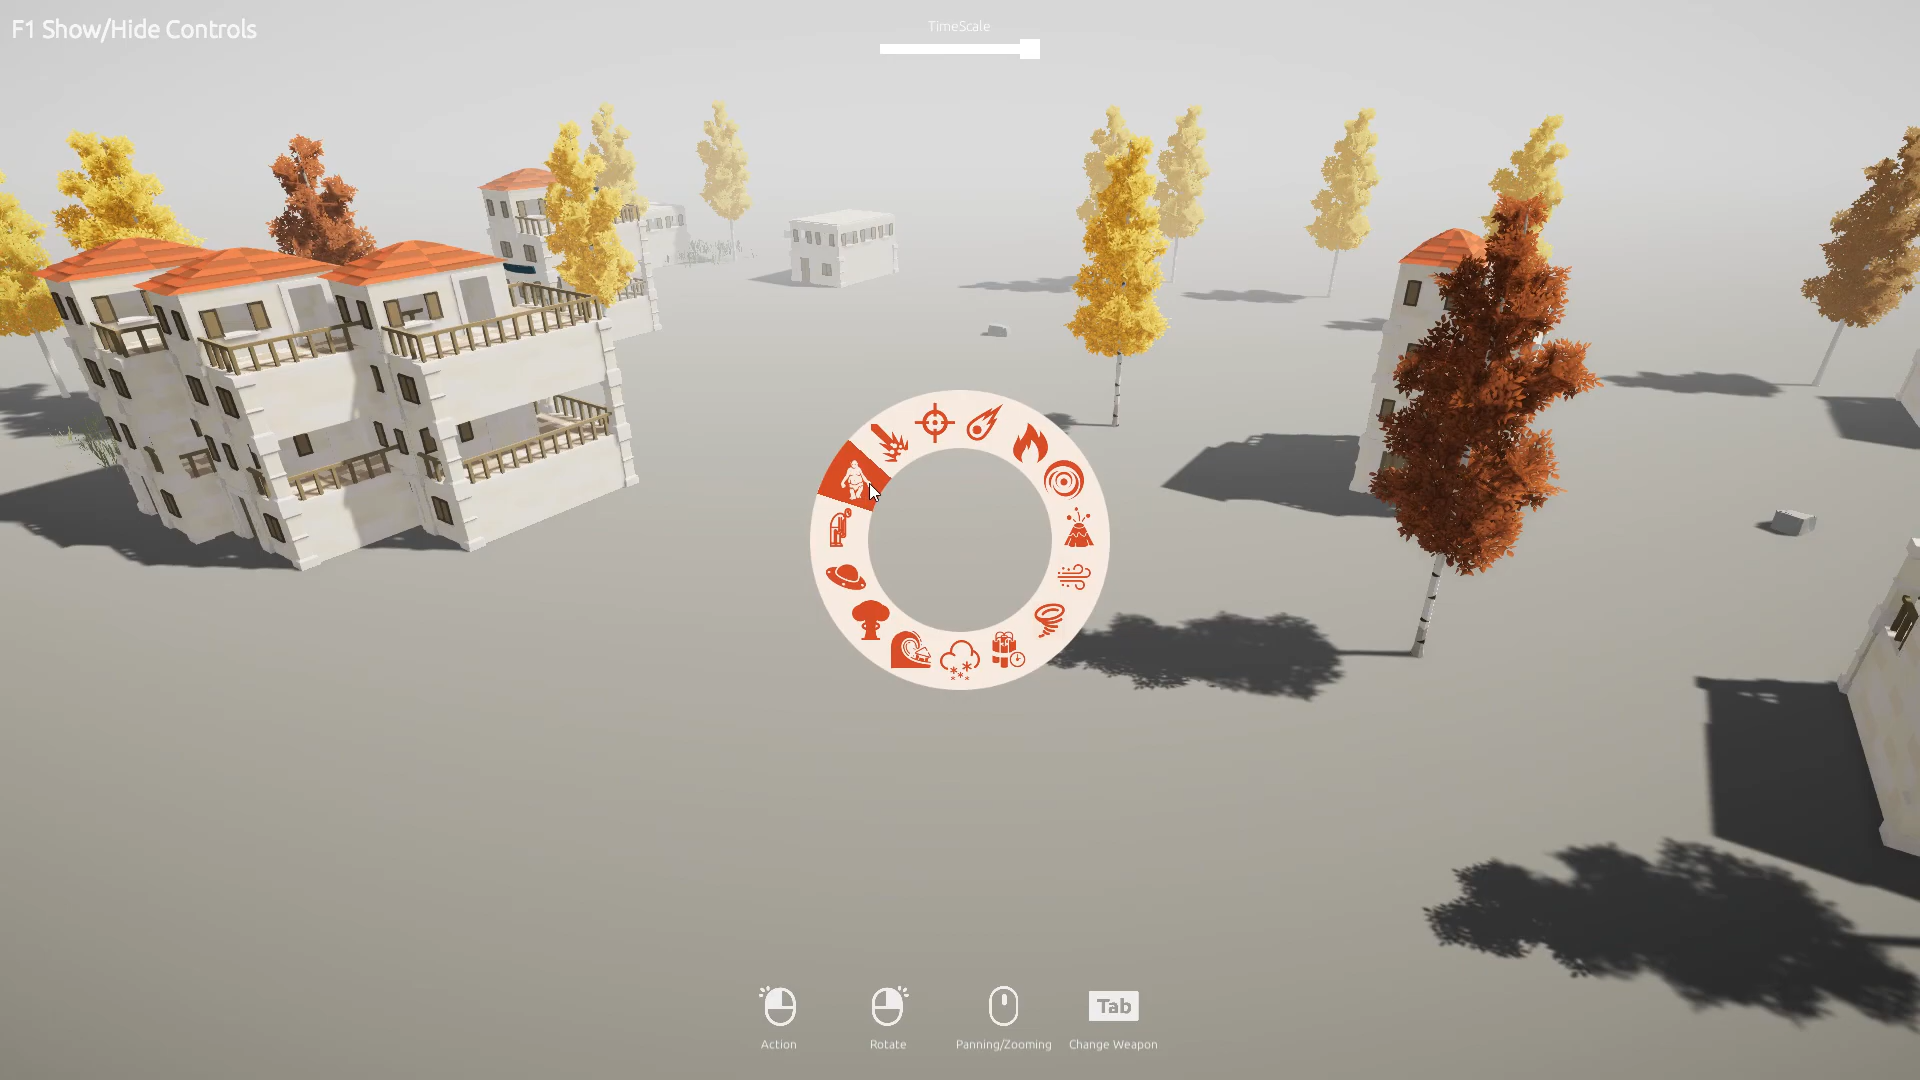 F1 Show/Hide Controls
TimeScale
Tab
Action
Rotate
Panning/Zooming
Change Weapon